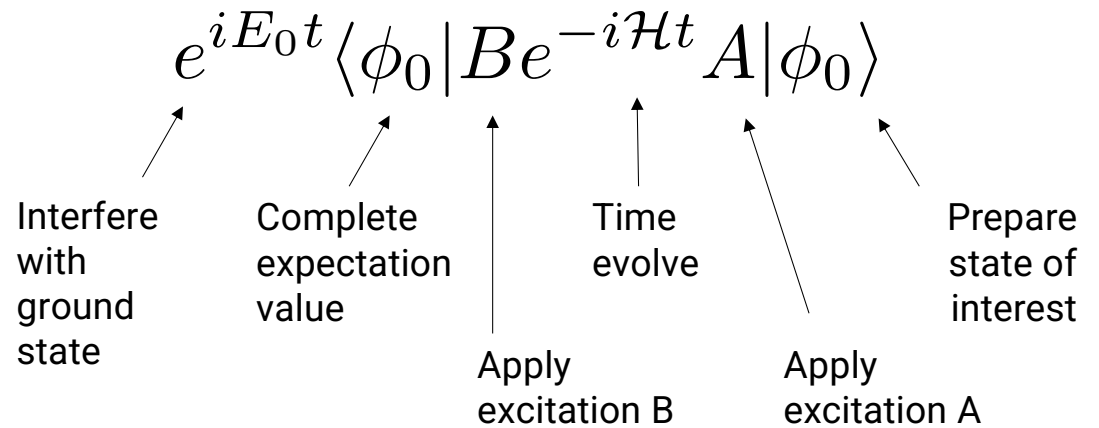 e^{iE_0t}⟨ϕ_0|Be^{-iℋt}A|ϕ_0⟩
Interfere
with
ground
state
Complete
expectation
value
Apply
excitation B
Time
evolve
Apply
excitation A
Prepare
state of
interest